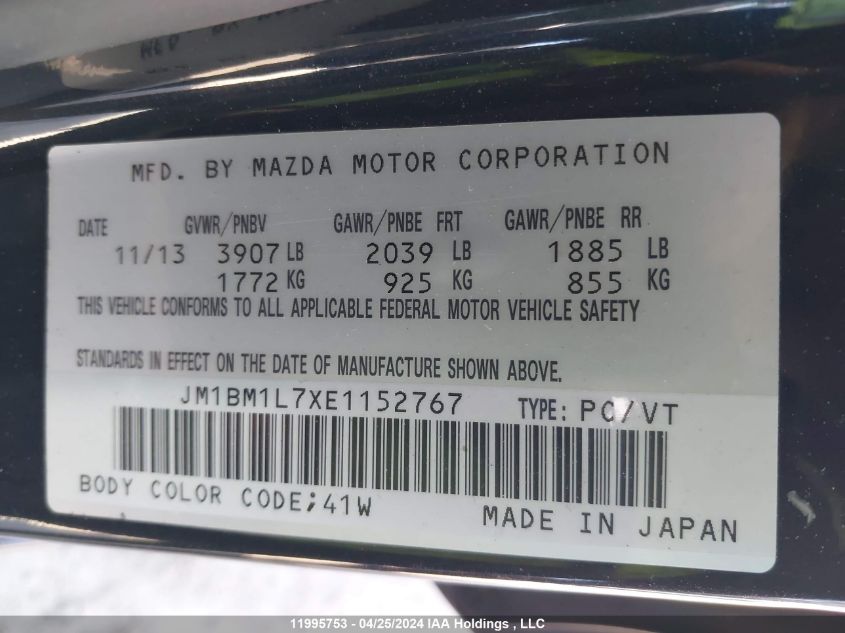 MFD. BY MAZDA MOTOR CORPORATION
DATE GVWR/PNBV GAWR/PNBE FRT GAWR/PNBE RR
11/13 3907 LB 2039 LB 1885 LB
1772 KG 925 KG 855 KG
THIS VEHICLE CONFORMS TO ALL APPLICABLE FEDERAL MOTOR VEHICLE SAFETY
STANDARDS IN EFFECT ON THE DATE OF MANUFACTURE SHOWN ABOVE.
JM1BM1L7XE1152767 TYPE: PC/VT
BODY COLOR CODE;41W MADE IN JAPAN
11995753 - 04/25/2024 IAA Holdings , LLC